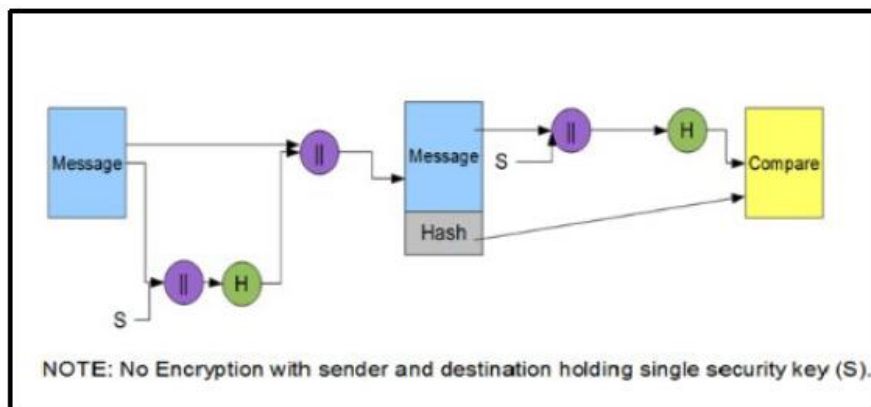 Message
||
S
||
H
Message
Hash
S
||
H
Compare
NOTE: No Encryption with sender and destination holding single security key (S).